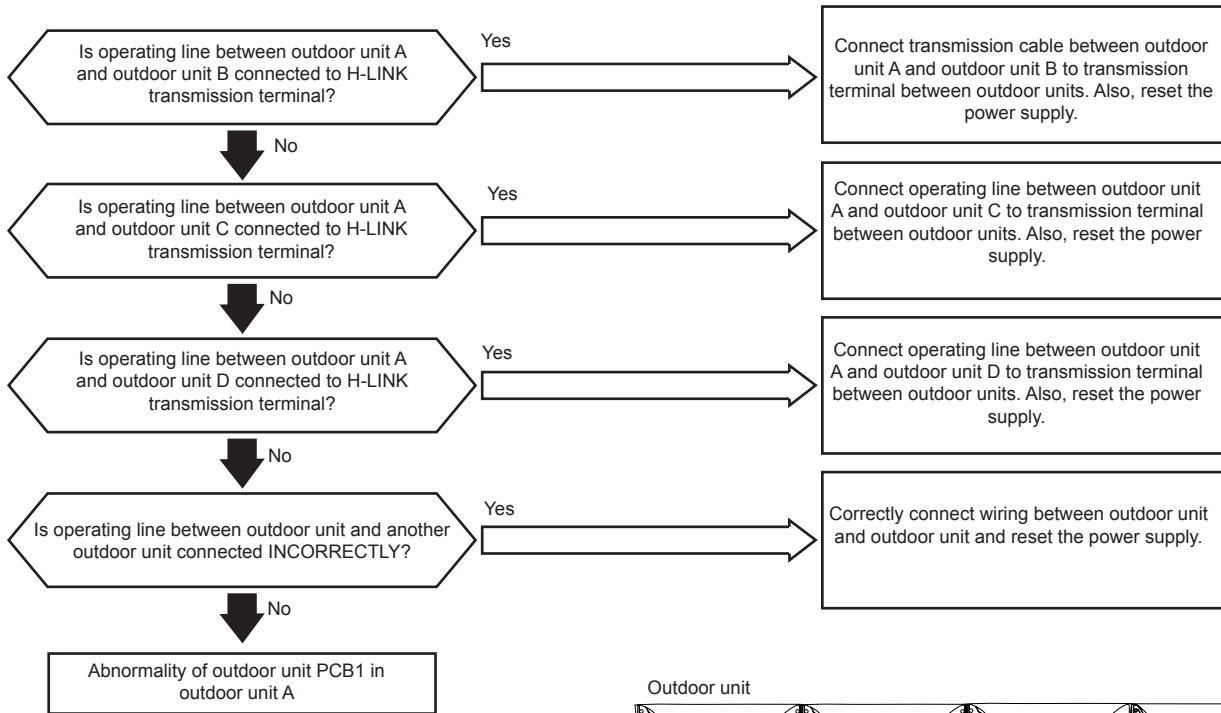 Is operating line between outdoor unit A
and outdoor unit B connected to H-LINK
transmission terminal?
Yes
Connect transmission cable between outdoor
unit A and outdoor unit B to transmission
terminal between outdoor units. Also, reset the
power supply.
No
Is operating line between outdoor unit A
and outdoor unit C connected to H-LINK
transmission terminal?
Yes
Connect operating line between outdoor unit
A and outdoor unit C to transmission terminal
between outdoor units. Also, reset the power
supply.
No
Is operating line between outdoor unit A
and outdoor unit D connected to H-LINK
transmission terminal?
Yes
Connect operating line between outdoor unit
A and outdoor unit D to transmission terminal
between outdoor units. Also, reset the power
supply.
No
Is operating line between outdoor unit and another
outdoor unit connected INCORRECTLY?
Yes
Correctly connect wiring between outdoor unit
and outdoor unit and reset the power supply.
No
Abnormality of outdoor unit PCB1 in
outdoor unit A
Outdoor unit